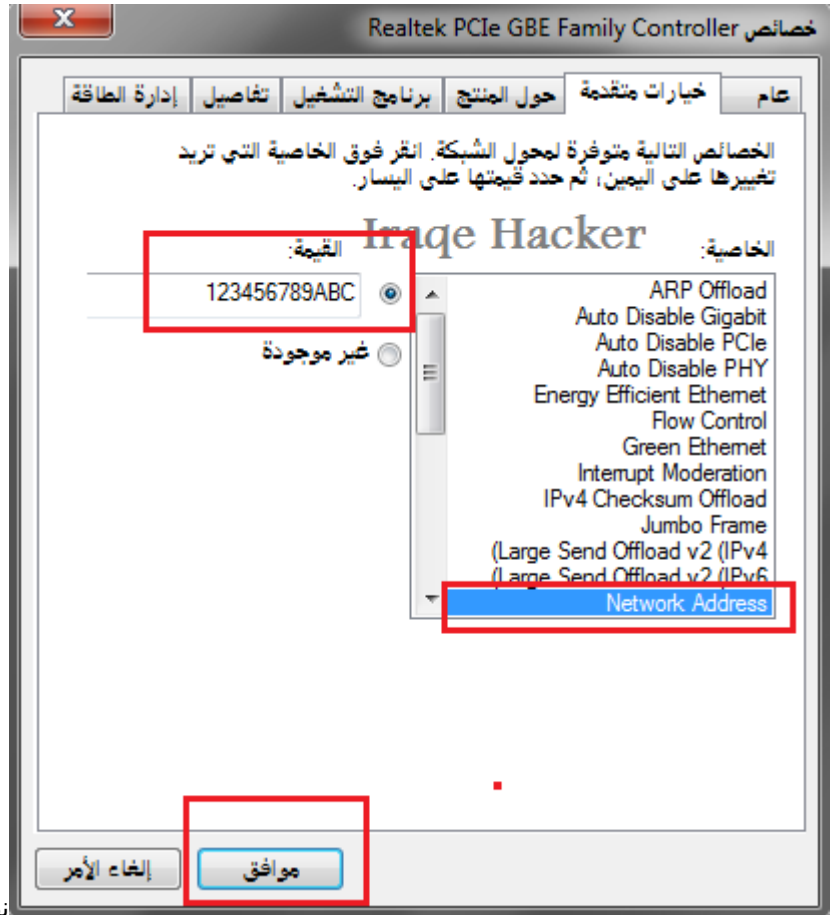 خصائص Realtek PCIe GBE Family Controller
عام
خيارات متقدمة
حول المنتج
برنامج التشغيل
تفاصيل
إدارة الطاقة
الخصائص التالية متوفرة لمحول الشبكة. انقر فوق الخاصية التي تريد
تغييرها على اليمين، ثم حدد قيمتها على اليسار.
Iraqe Hacker
الخاصية:
ARP Offload
Auto Disable Gigabit
Auto Disable PCIe
Auto Disable PHY
Energy Efficient Ethernet
Flow Control
Green Ethernet
Interrupt Moderation
IPv4 Checksum Offload
Jumbo Frame
(Large Send Offload v2 (IPv4
(Large Send Offload v2 (IPv6
Network Address
القيمة:
123456789ABC
غير موجودة
موافق
إلغاء الأمر